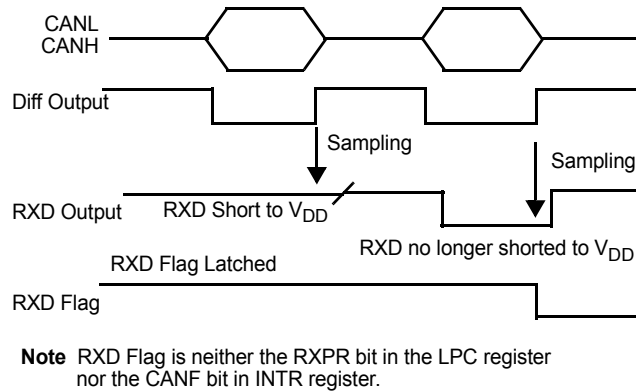 CANL
CANH
Diff Output
Sampling
Sampling
RXD Output
RXD Short to VDD
RXD no longer shorted to VDD
RXD Flag Latched
RXD Flag
Note RXD Flag is neither the RXPR bit in the LPC register
nor the CANF bit in INTR register.